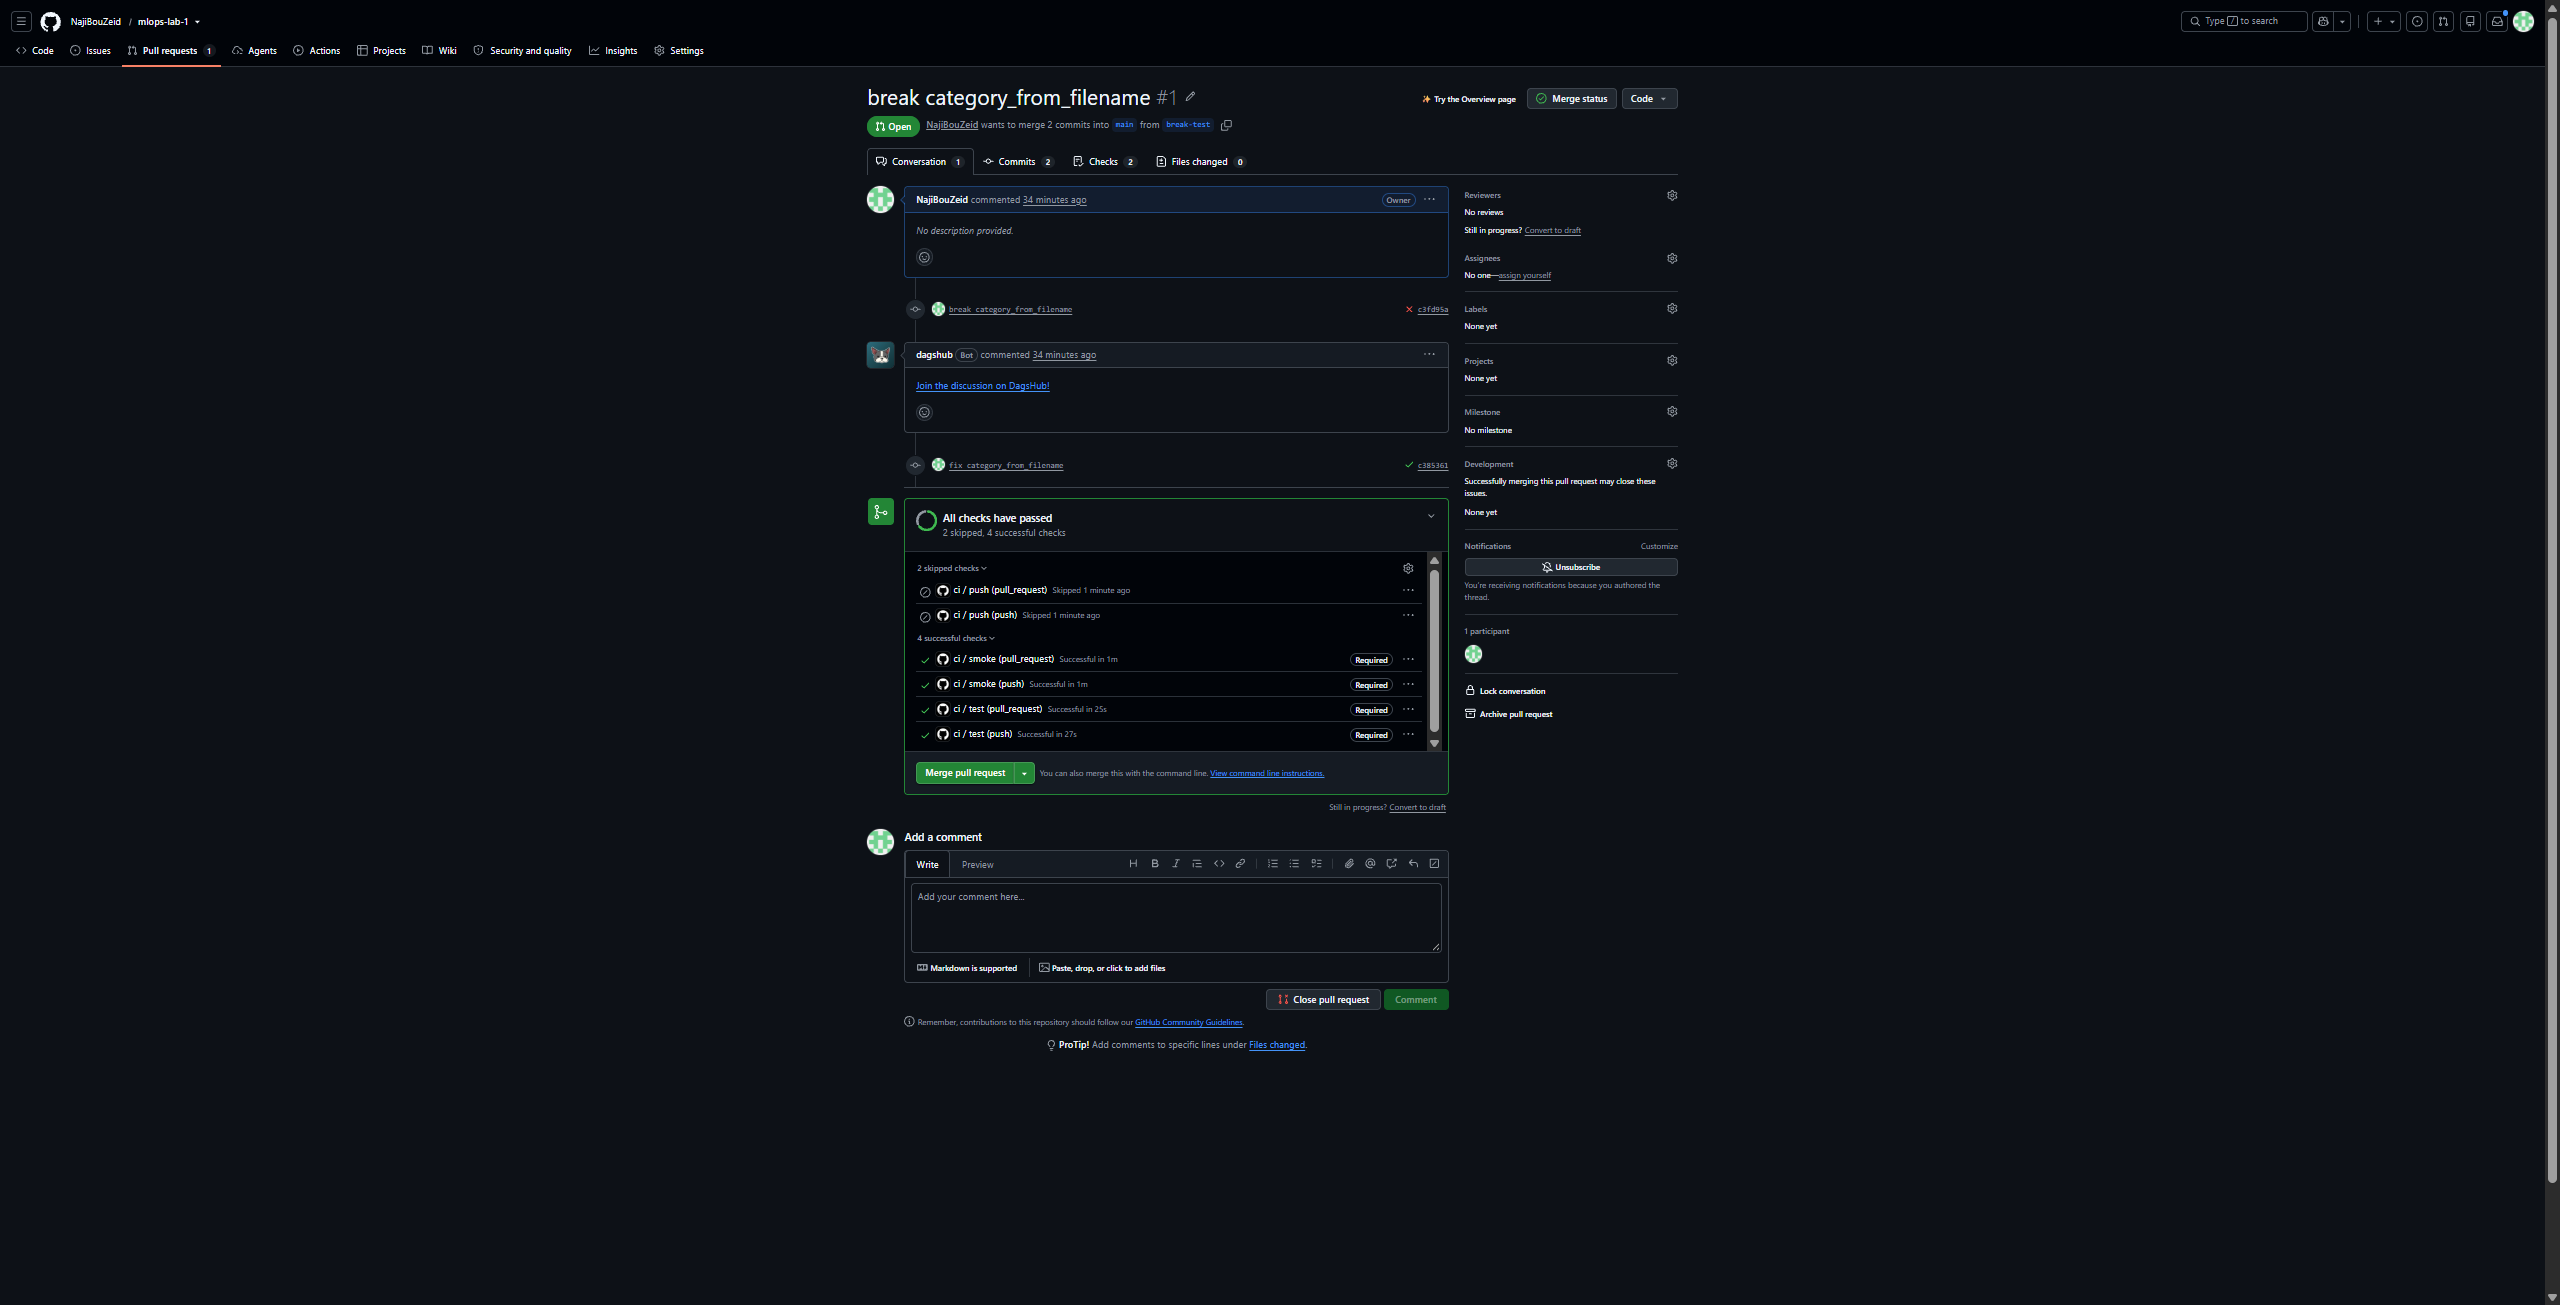 NajiBouZeid / mlops-lab-1
Type / to search
Code Issues Pull requests 1 Agents Actions Projects Wiki Security and quality Insights Settings
break category_from_filename #1
Try the Overview page Merge status Code
Open NajiBouZeid wants to merge 2 commits into main from break-test
Conversation 1 Commits 2 Checks 2 Files changed 0
NajiBouZeid commented 34 minutes ago Owner
No description provided.
break category_from_filename c3fd95a
dagshub Bot commented 34 minutes ago
Join the discussion on DagsHub!
fix category_from_filename c385361
All checks have passed
2 skipped, 4 successful checks
2 skipped checks
ci / push (pull_request) Skipped 1 minute ago
ci / push (push) Skipped 1 minute ago
4 successful checks
ci / smoke (pull_request) Successful in 1m Required
ci / smoke (push) Successful in 1m Required
ci / test (pull_request) Successful in 25s Required
ci / test (push) Successful in 27s Required
Merge pull request You can also merge this with the command line. View command line instructions.
Still in progress? Convert to draft
Add a comment
Write Preview
Add your comment here...
Markdown is supported Paste, drop, or click to add files
Close pull request Comment
Remember, contributions to this repository should follow our GitHub Community Guidelines.
ProTip! Add comments to specific lines under Files changed.
Reviewers
No reviews
Still in progress? Convert to draft
Assignees
No one—assign yourself
Labels
None yet
Projects
None yet
Milestone
No milestone
Development
Successfully merging this pull request may close these
issues.
None yet
Notifications Customize
Unsubscribe
You're receiving notifications because you authored the
thread.
1 participant
Lock conversation
Archive pull request